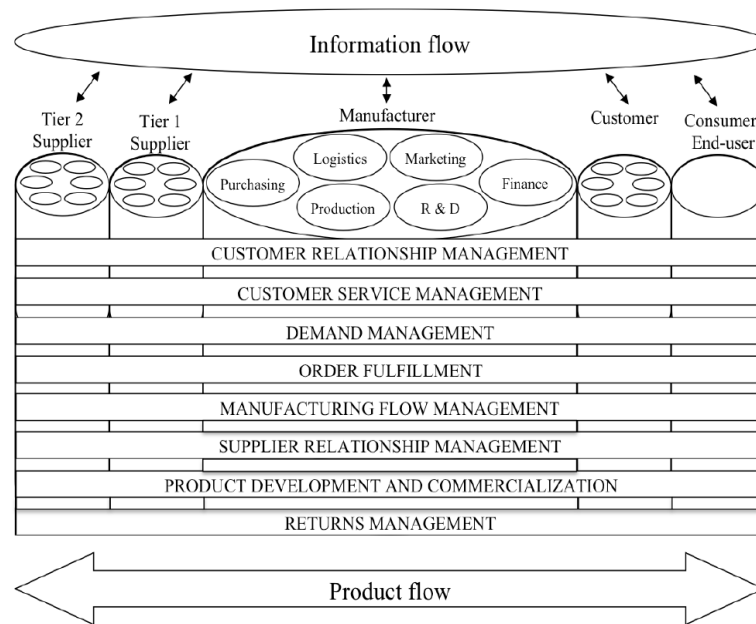 Information flow
Tier 2
Supplier
Tier 1
Supplier
Manufacturer
Customer
Consumer
End-user
Purchasing
Logistics
Marketing
Production
R & D
Finance
CUSTOMER RELATIONSHIP MANAGEMENT
CUSTOMER SERVICE MANAGEMENT
DEMAND MANAGEMENT
ORDER FULFILLMENT
MANUFACTURING FLOW MANAGEMENT
SUPPLIER RELATIONSHIP MANAGEMENT
PRODUCT DEVELOPMENT AND COMMERCIALIZATION
RETURNS MANAGEMENT
Product flow